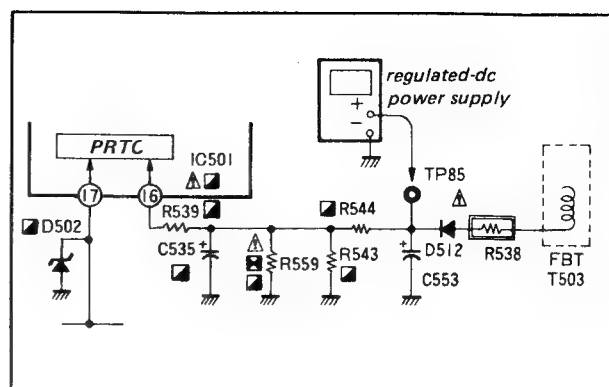 regulated-dc
power supply
+
−
PRTC
IC501
TP85
17
16
R539
R544
D502
C535
+
R559
R543
+
D512
R538
C553
FBT
T503